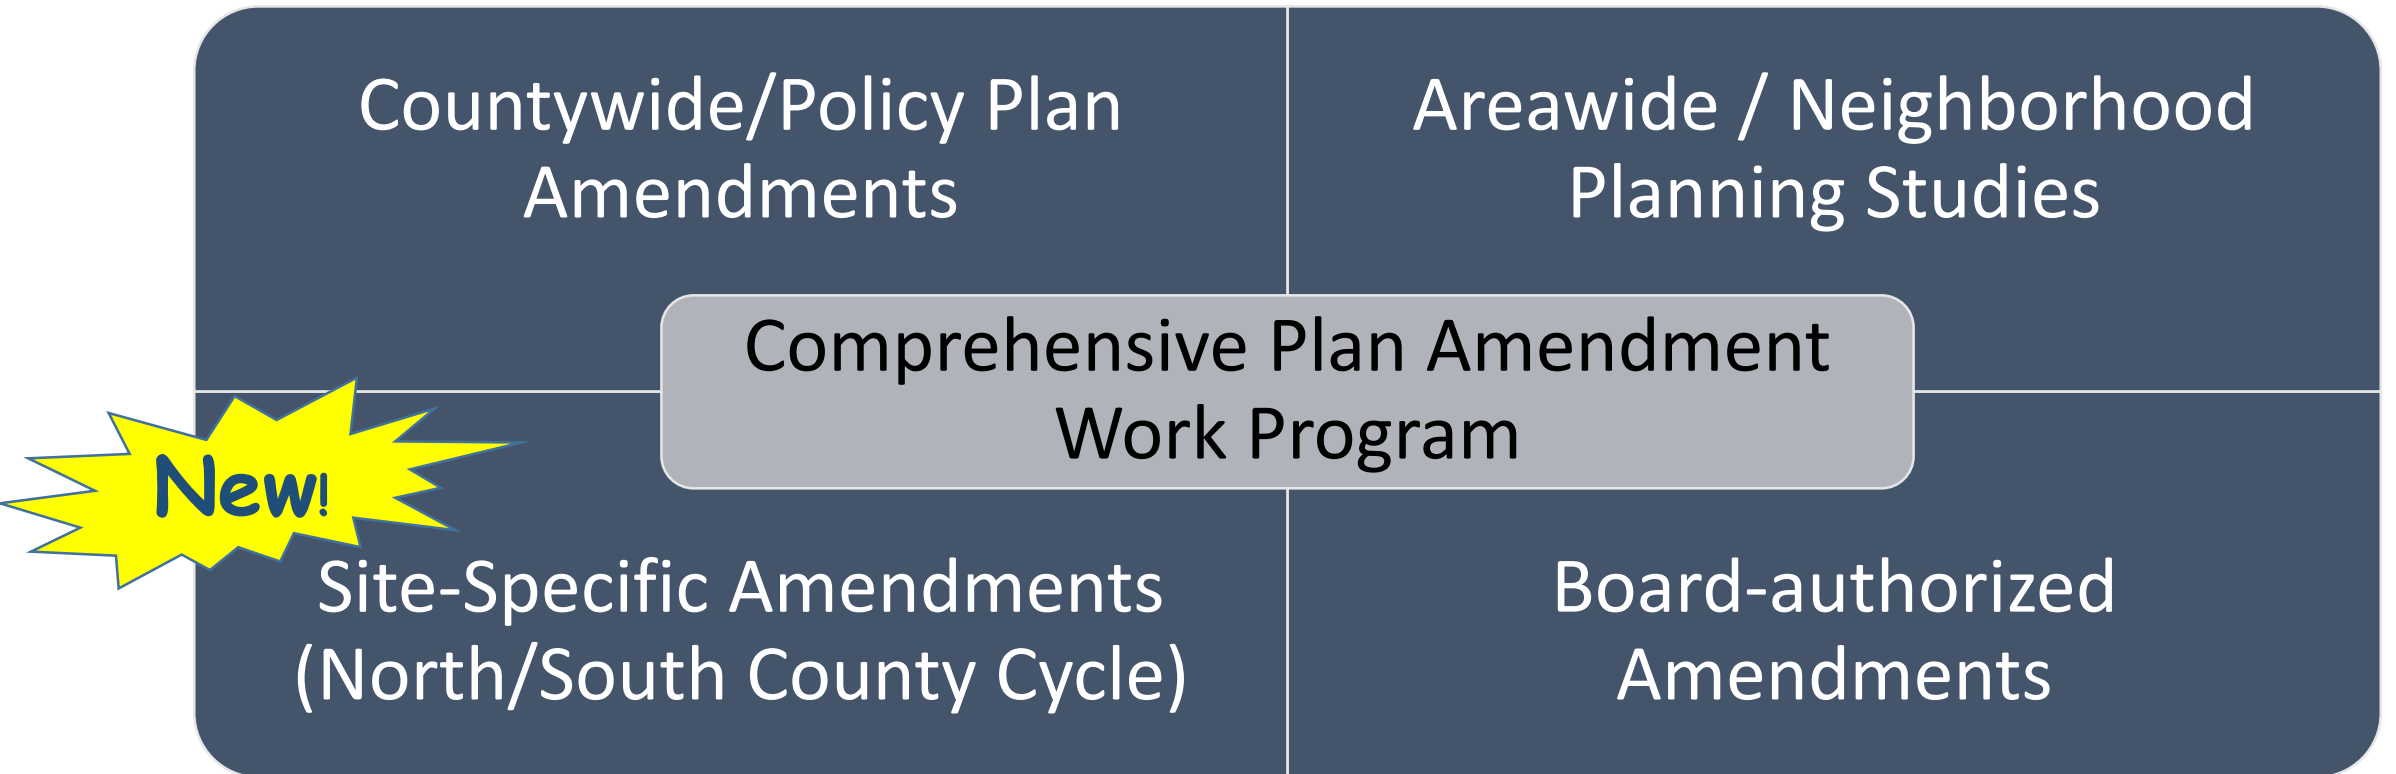 Countywide/Policy Plan
Amendments
Areawide / Neighborhood
Planning Studies
Comprehensive Plan Amendment
Work Program
New!
Site-Specific Amendments
(North/South County Cycle)
Board-authorized
Amendments